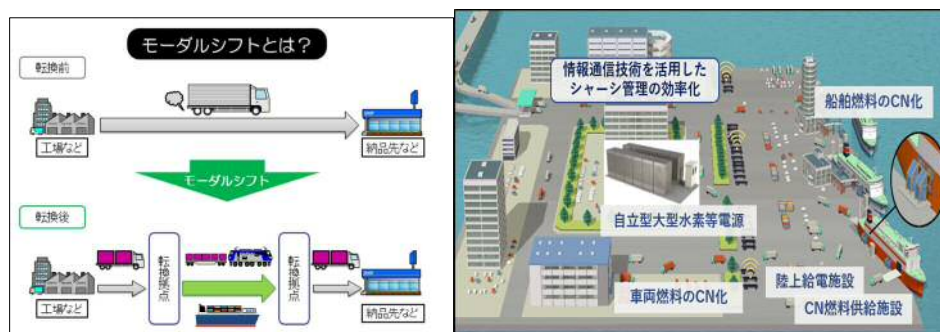 モーダルシフトとは？
転換前
工場など
納品先など
モーダルシフト
転換後
転換拠点
転換拠点
工場など
納品先など
情報通信技術を活用した
シャーシ管理の効率化
船舶燃料のCN化
自立型大型水素等電源
車両燃料のCN化
陸上給電施設
CN燃料供給施設